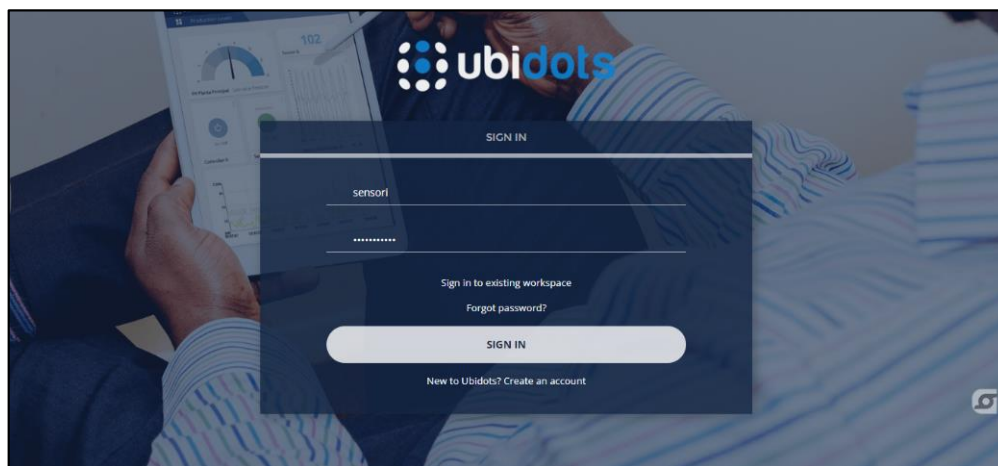 102
ubidots
SIGN IN
sensori
•••••••••••
Sign in to existing workspace
Forgot password?
SIGN IN
New to Ubidots? Create an account